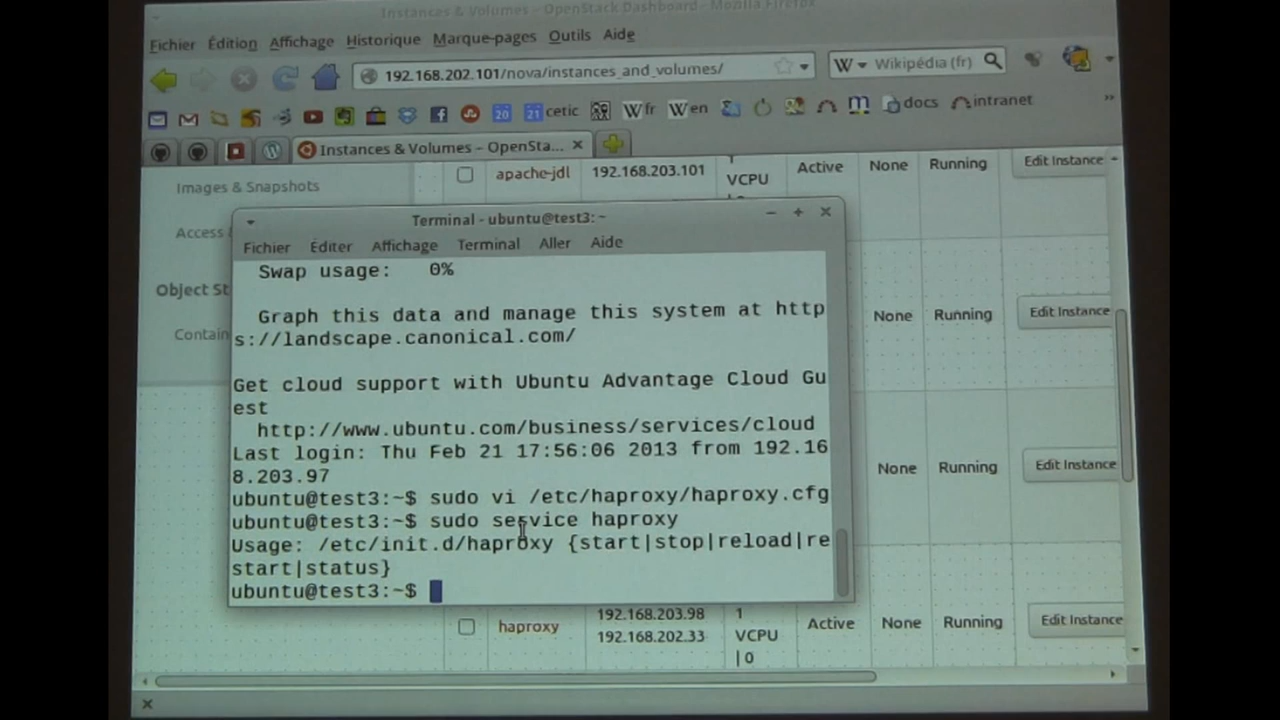 Instances & Volumes - OpenStack Dashboard - Mozilla Firefox
Fichier Édition Affichage Historique Marque-pages Outils Aide
192.168.202.101/nova/instances_and_volumes/
W Wikipédia (fr)
20 21 cetic W fr W en m docs intranet »
Instances & Volumes - OpenSta... ×
Images & Snapshots
apache-jdl 192.168.203.101 1 VCPU Active None Running Edit Instance
Access &
Object St
Contain
None Running Edit Instance
None Running Edit Instance
Terminal - ubuntu@test3: ~
Fichier Éditer Affichage Terminal Aller Aide
Swap usage: 0%
Graph this data and manage this system at http
s://landscape.canonical.com/
Get cloud support with Ubuntu Advantage Cloud Gu
est
http://www.ubuntu.com/business/services/cloud
Last login: Thu Feb 21 17:56:06 2013 from 192.16
8.203.97
ubuntu@test3:~$ sudo vi /etc/haproxy/haproxy.cfg
ubuntu@test3:~$ sudo service haproxy
Usage: /etc/init.d/haproxy {start|stop|reload|re
start|status}
ubuntu@test3:~$
haproxy 192.168.203.98 1 Active None Running Edit Instance
192.168.202.33 VCPU
| 0